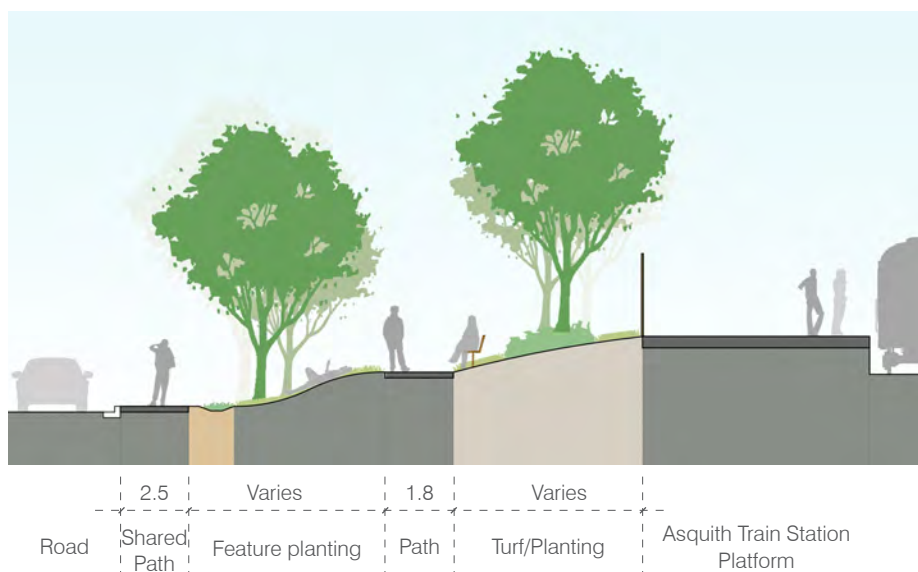 2.5 Varies 1.8 Varies
Road Shared Path Feature planting Path Turf/Planting Asquith Train Station Platform